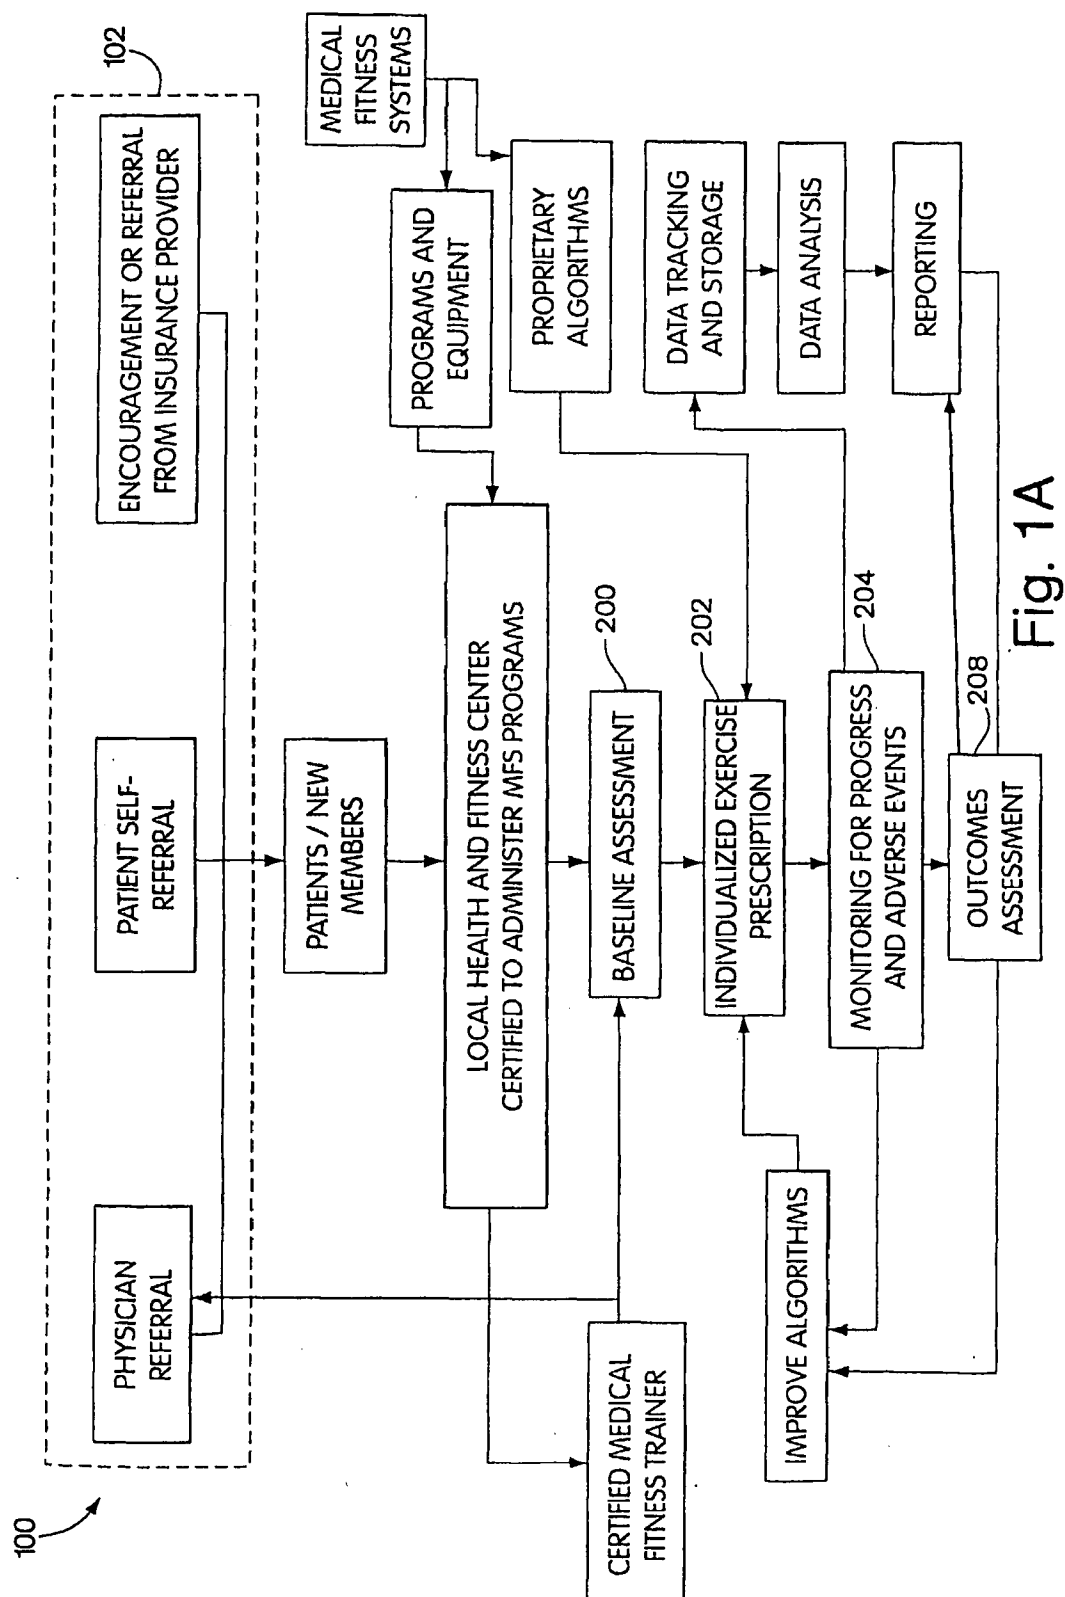 100
102
PHYSICIAN
REFERRAL
PATIENT SELF-
REFERRAL
ENCOURAGEMENT OR REFERRAL
FROM INSURANCE PROVIDER
PATIENTS / NEW
MEMBERS
MEDICAL
FITNESS
SYSTEMS
PROGRAMS AND
EQUIPMENT
LOCAL HEALTH AND FITNESS CENTER
CERTIFIED TO ADMINISTER MFS PROGRAMS
PROPRIETARY
ALGORITHMS
CERTIFIED MEDICAL
FITNESS TRAINER
BASELINE ASSESSMENT
200
INDIVIDUALIZED EXERCISE
PRESCRIPTION
202
DATA TRACKING
AND STORAGE
IMPROVE ALGORITHMS
MONITORING FOR PROGRESS
AND ADVERSE EVENTS
204
DATA ANALYSIS
OUTCOMES
ASSESSMENT
208
REPORTING
Fig. 1A